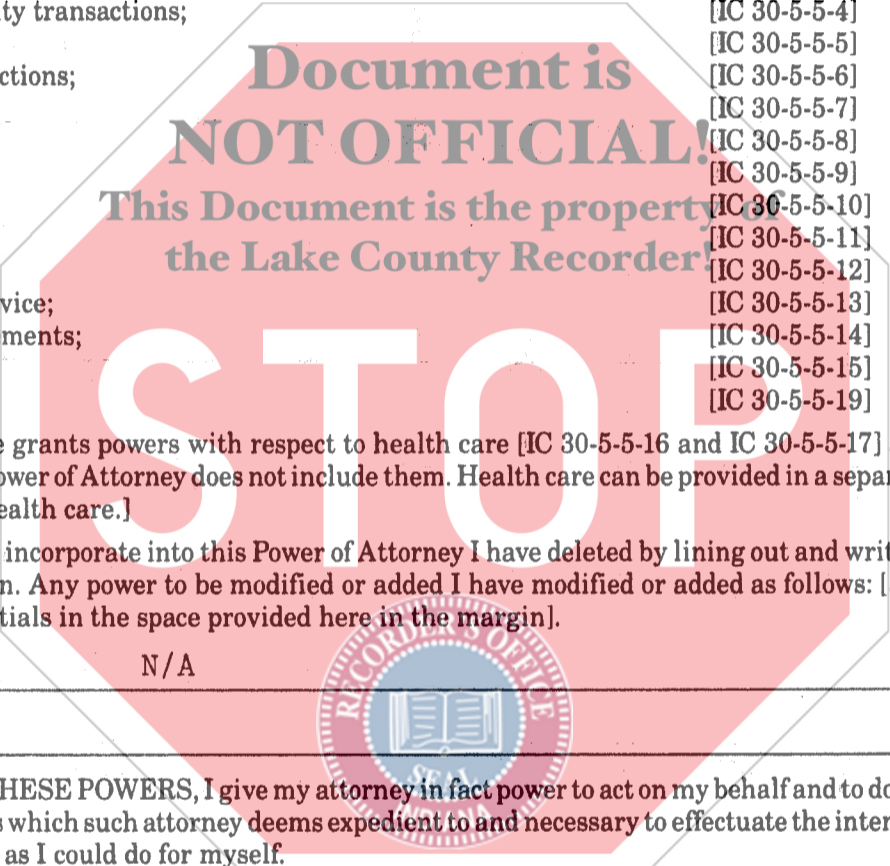 ty transactions; [IC 30-5-5-4]
[IC 30-5-5-5]
ctions; [IC 30-5-5-6]
[IC 30-5-5-7]
[IC 30-5-5-8]
[IC 30-5-5-9]
[IC 30-5-5-10]
[IC 30-5-5-11]
[IC 30-5-5-12]
vice; [IC 30-5-5-13]
ments; [IC 30-5-5-14]
[IC 30-5-5-15]
[IC 30-5-5-19]
Document is
NOT OFFICIAL!
This Document is the property of
the Lake County Recorder!
STOP
e grants powers with respect to health care [IC 30-5-5-16 and IC 30-5-5-17]
ower of Attorney does not include them. Health care can be provided in a separ
ealth care.]
incorporate into this Power of Attorney I have deleted by lining out and writ
n. Any power to be modified or added I have modified or added as follows: [
tials in the space provided here in the margin].
N/A
RECORDER'S OFFICE
SEAL
INDIANA
HESE POWERS, I give my attorney in fact power to act on my behalf and to do
s which such attorney deems expedient to and necessary to effectuate the inten
as I could do for myself.